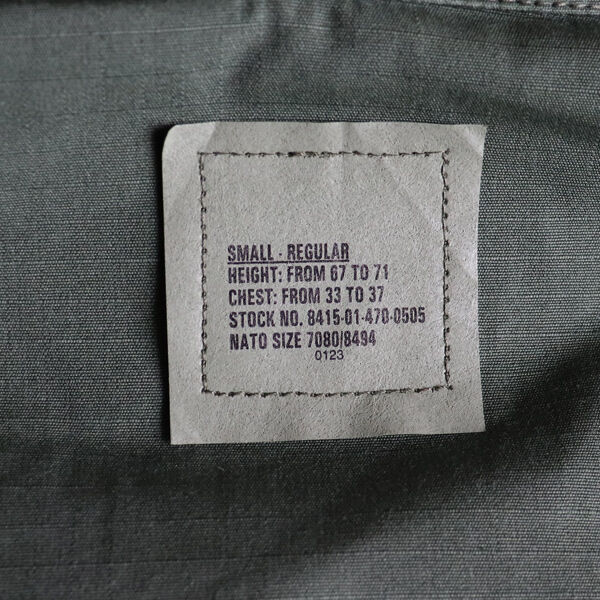 SMALL - REGULAR
HEIGHT: FROM 67 TO 71
CHEST: FROM 33 TO 37
STOCK NO. 8415-01-470-0505
NATO SIZE 7080/8494
0123